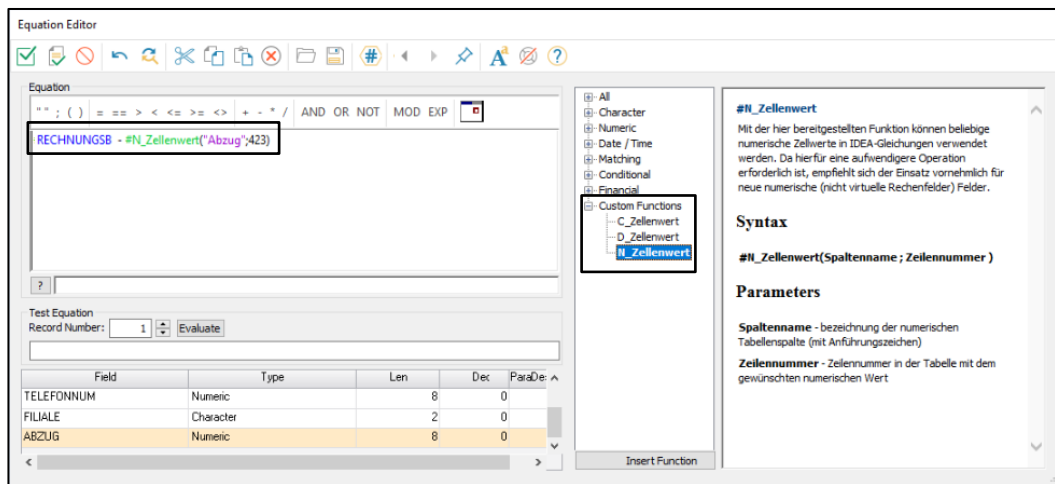 Equation Editor
#
A a
?
Equation
" " ; ( ) = == > < <= >= <> + - * / AND OR NOT MOD EXP
RECHNUNGSB - #N_Zellenwert("Abzug";423)
?
Test Equation
Record Number: 1 Evaluate
Field Type Len Dec ParaDe:
TELEFONNUM Numeric 8 0
FILIALE Character 2 0
ABZUG Numeric 8 0
All
Character
Numeric
Date / Time
Matching
Conditional
Financial
Custom Functions
C_Zellenwert
D_Zellenwert
N_Zellenwert
Insert Function
#N_Zellenwert
Mit der hier bereitgestellten Funktion können beliebige
numerische Zellwerte in IDEA-Gleichungen verwendet
werden. Da hierfür eine aufwendigere Operation
erforderlich ist, empfiehlt sich der Einsatz vornehmlich für
neue numerische (nicht virtuelle Rechenfelder) Felder.
Syntax
#N_Zellenwert(Spaltenname ; Zeilennummer )
Parameters
Spaltenname - bezeichnung der numerischen
Tabellenspalte (mit Anführungszeichen)
Zeilennummer - Zeilennummer in der Tabelle mit dem
gewünschten numerischen Wert